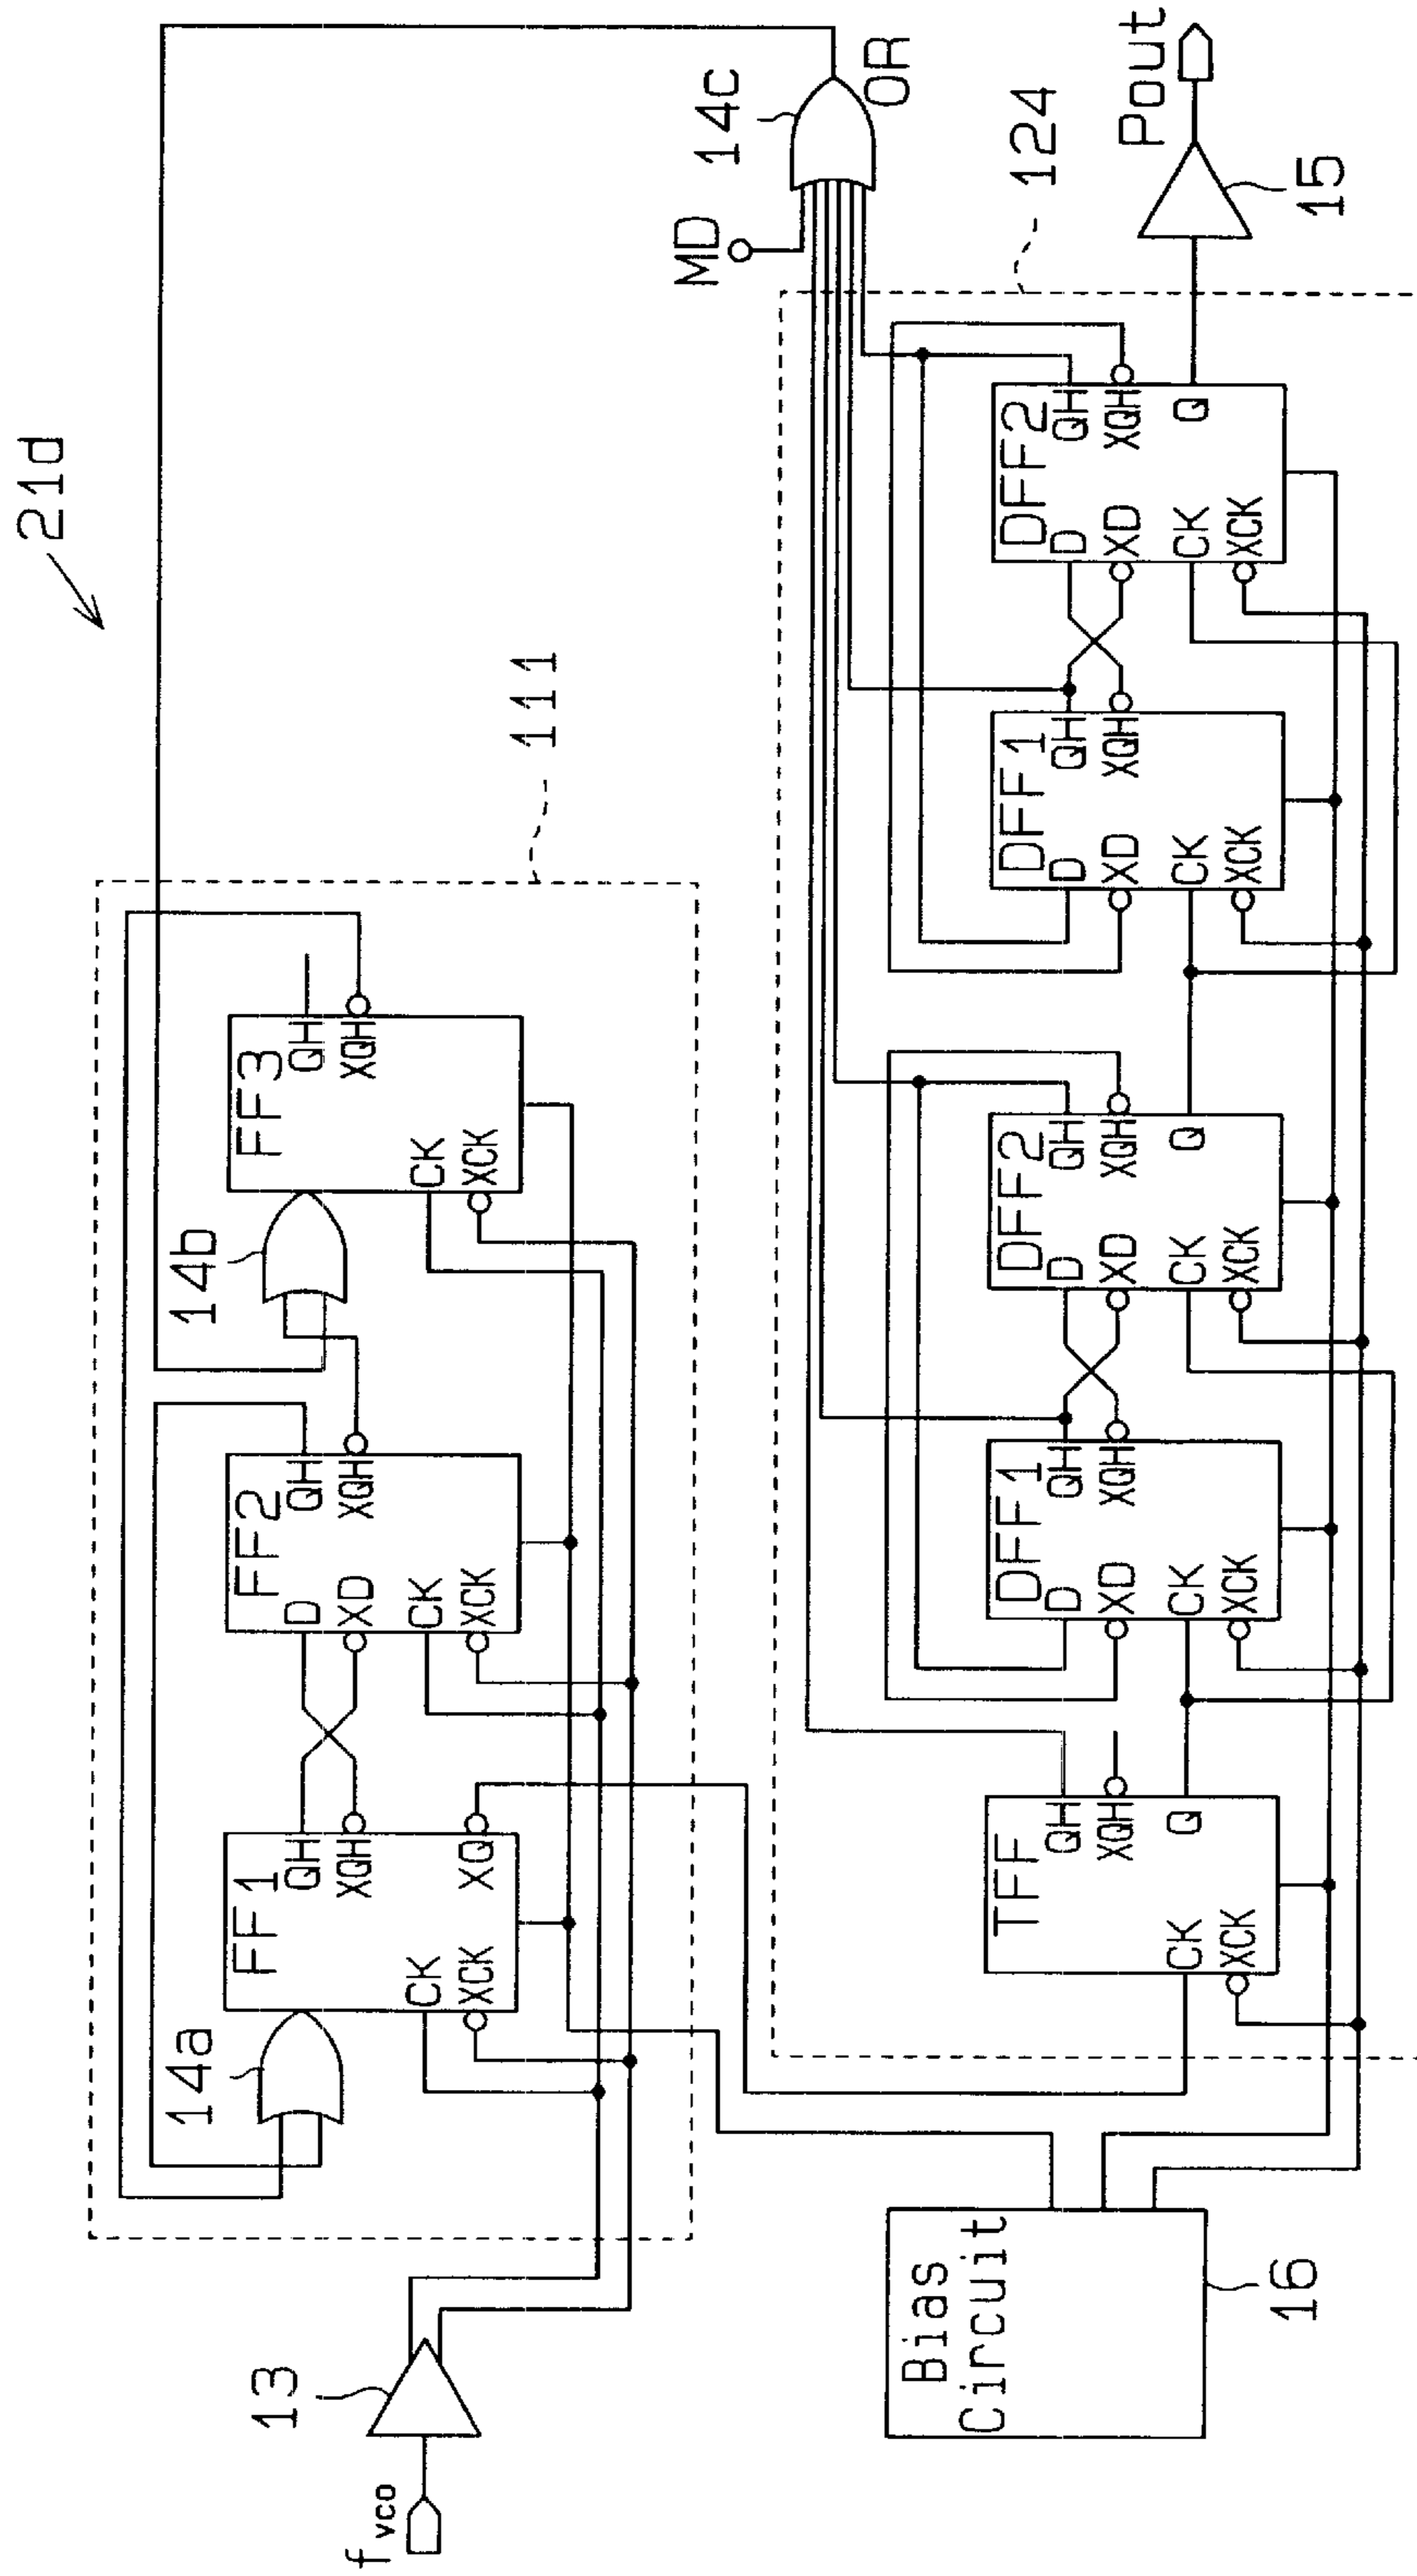 21d
111
14a
FF1
QH
XQH
CK
XCK
XQ
FF2
D
XD
CK
XCK
QH
XQH
14b
FF3
QH
XQH
CK
XCK
13
fvco
MD
14c
OR
124
TFF
QH
XQH
CK
XCK
Q
DFF1
D
XD
CK
XCK
QH
XQH
DFF2
D
XD
CK
XCK
QH
XQH
Q
DFF1
D
XD
CK
XCK
QH
XQH
DFF2
D
XD
CK
XCK
QH
XQH
Q
15
Pout
Bias
Circuit
16